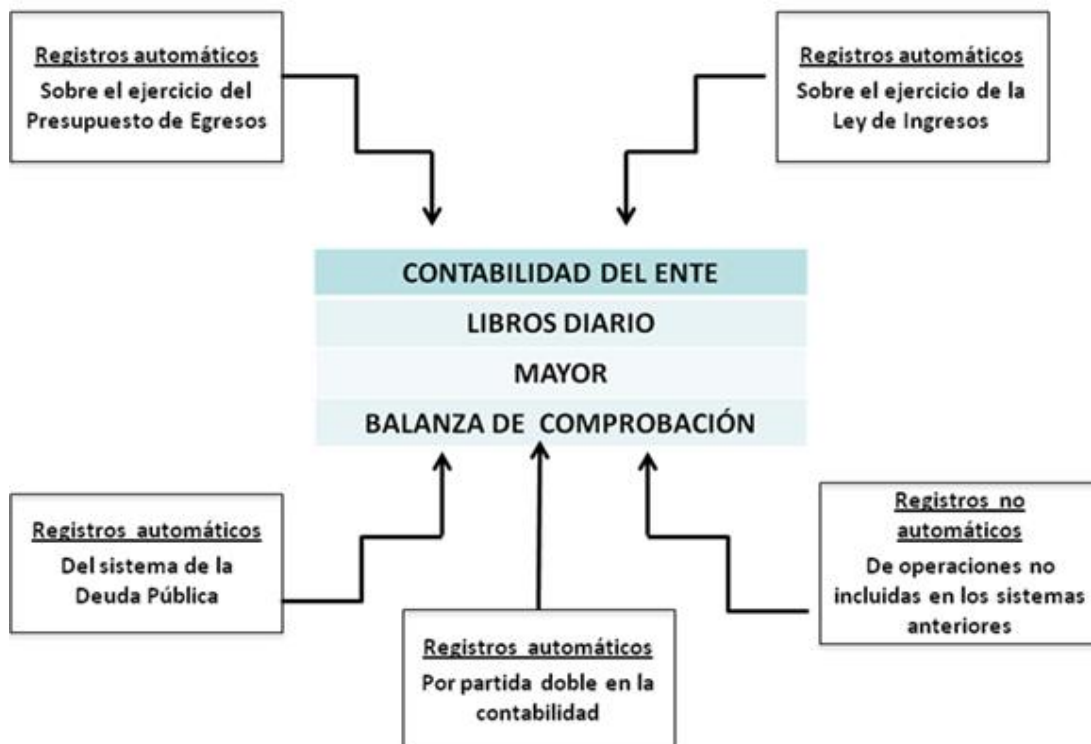 Registros automáticos
Sobre el ejercicio del
Presupuesto de Egresos
Registros automáticos
Sobre el ejercicio de la
Ley de Ingresos
CONTABILIDAD DEL ENTE
LIBROS DIARIO
MAYOR
BALANZA DE COMPROBACIÓN
Registros automáticos
Del sistema de la
Deuda Pública
Registros automáticos
Por partida doble en la
contabilidad
Registros no
automáticos
De operaciones no
incluidas en los sistemas
anteriores